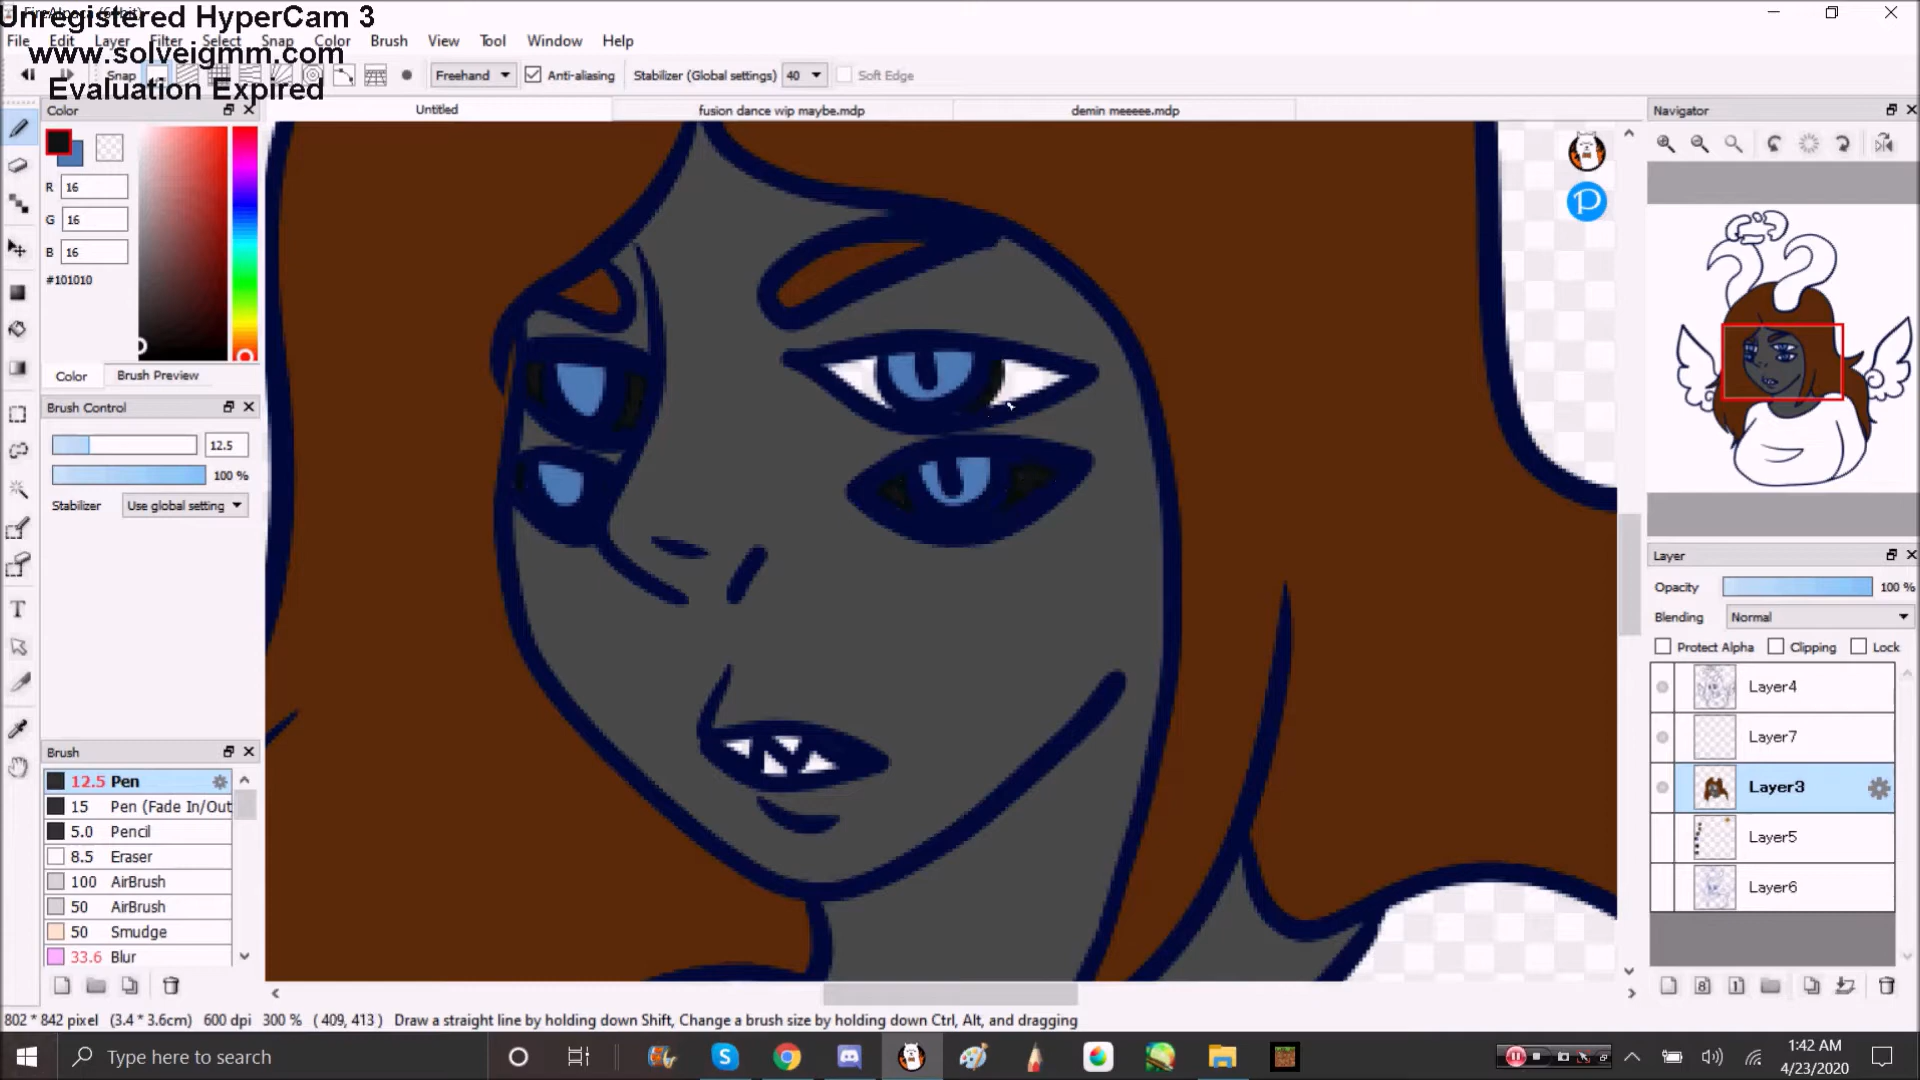 FireAlpaca (64bit)
Unregistered HyperCam 3
File Edit Layer Filter Select Snap Color Brush View Tool Window Help
www.solveigmm.com
Snap Freehand Anti-aliasing Stabilizer (Global settings) 40 Soft Edge
Evaluation Expired
Color
Untitled fusion dance wip maybe.mdp demin meeeee.mdp
Navigator
R 16
G 16
B 16
#101010
Color Brush Preview
Brush Control
12.5
100 %
Stabilizer Use global setting
Brush
12.5 Pen
15 Pen (Fade In/Out
5.0 Pencil
8.5 Eraser
100 AirBrush
50 AirBrush
50 Smudge
33.6 Blur
Layer
Opacity 100 %
Blending Normal
Protect Alpha Clipping Lock
Layer4
Layer7
Layer3
Layer5
Layer6
8 1
802 * 842 pixel (3.4 * 3.6cm) 600 dpi 300 % ( 409, 413 ) Draw a straight line by holding down Shift, Change a brush size by holding down Ctrl, Alt, and dragging
Type here to search
1:42 AM
4/23/2020